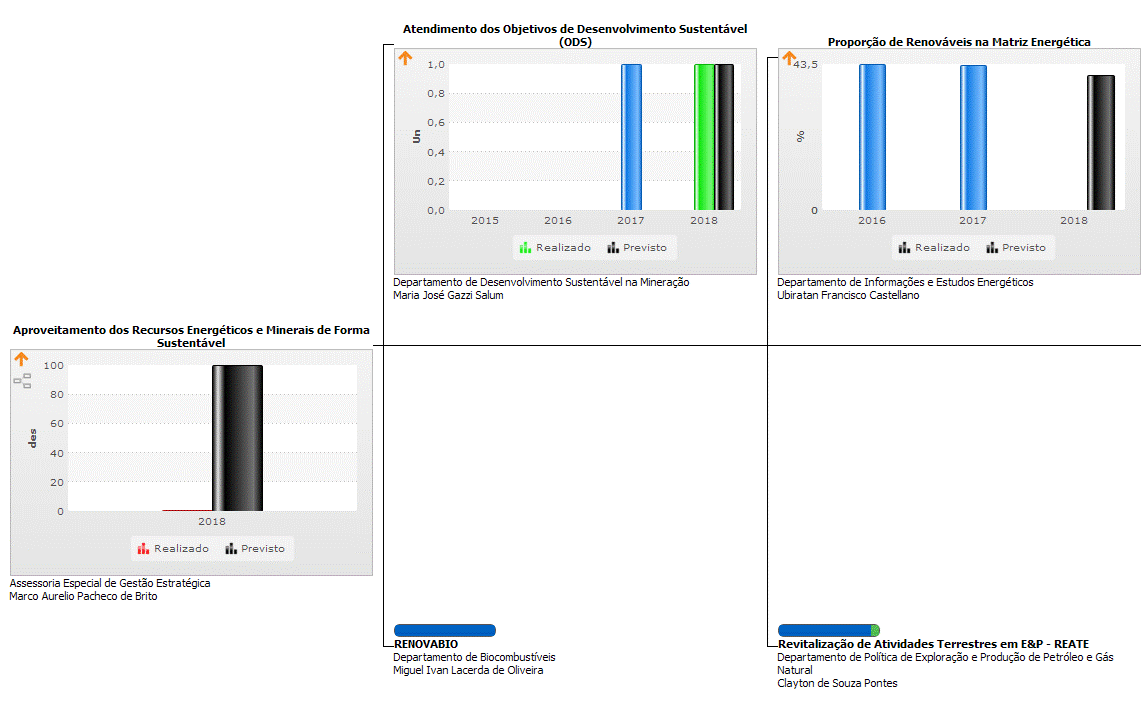 Atendimento dos Objetivos de Desenvolvimento Sustentável
(ODS)
1,0
0,8
0,6
0,4
0,2
0,0
Un
2015 2016 2017 2018
Realizado Previsto
Departamento de Desenvolvimento Sustentável na Mineração
Maria José Gazzi Salum
Proporção de Renováveis na Matriz Energética
43,5
0
%
2016 2017 2018
Realizado Previsto
Departamento de Informações e Estudos Energéticos
Ubiratan Francisco Castellano
Aproveitamento dos Recursos Energéticos e Minerais de Forma
Sustentável
100
80
60
40
20
0
des
2018
Realizado Previsto
Assessoria Especial de Gestão Estratégica
Marco Aurelio Pacheco de Brito
RENOVABIO
Departamento de Biocombustíveis
Miguel Ivan Lacerda de Oliveira
Revitalização de Atividades Terrestres em E&P - REATE
Departamento de Política de Exploração e Produção de Petróleo e Gás
Natural
Clayton de Souza Pontes